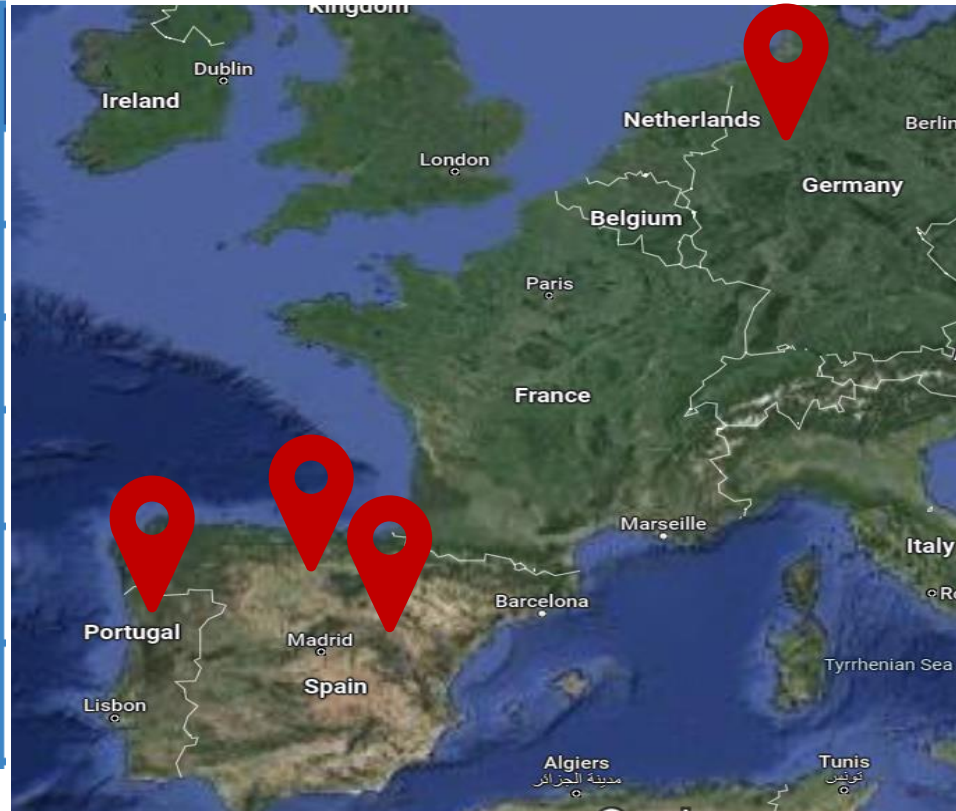 Kingdom
Dublin
Ireland
Netherlands
Berlin
London
Germany
Belgium
Paris
France
Marseille
Italy
Barcelona
Portugal
Madrid
Tyrrhenian Sea
Spain
Lisbon
Algiers
مدينة الجزائر
Tunis
تونس